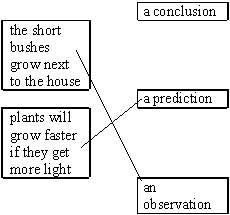 the short
bushes
grow next
to the house
plants will
grow faster
if they get
more light
a conclusion
a prediction
an
observation